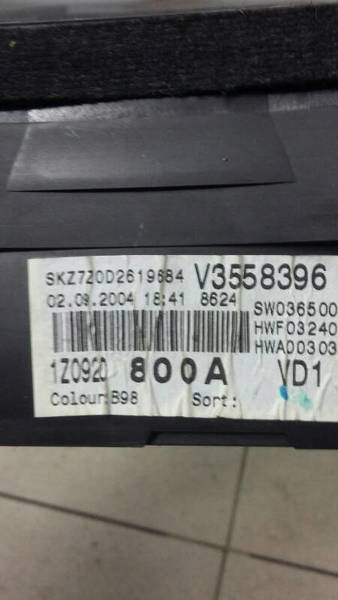 SKZ7Z0D2619684 V3558396
02.09.2004 18:41 8624
SW036500
HWF03240
HWA00303
1Z0920 800A VD1
Colour:B98 Sort: